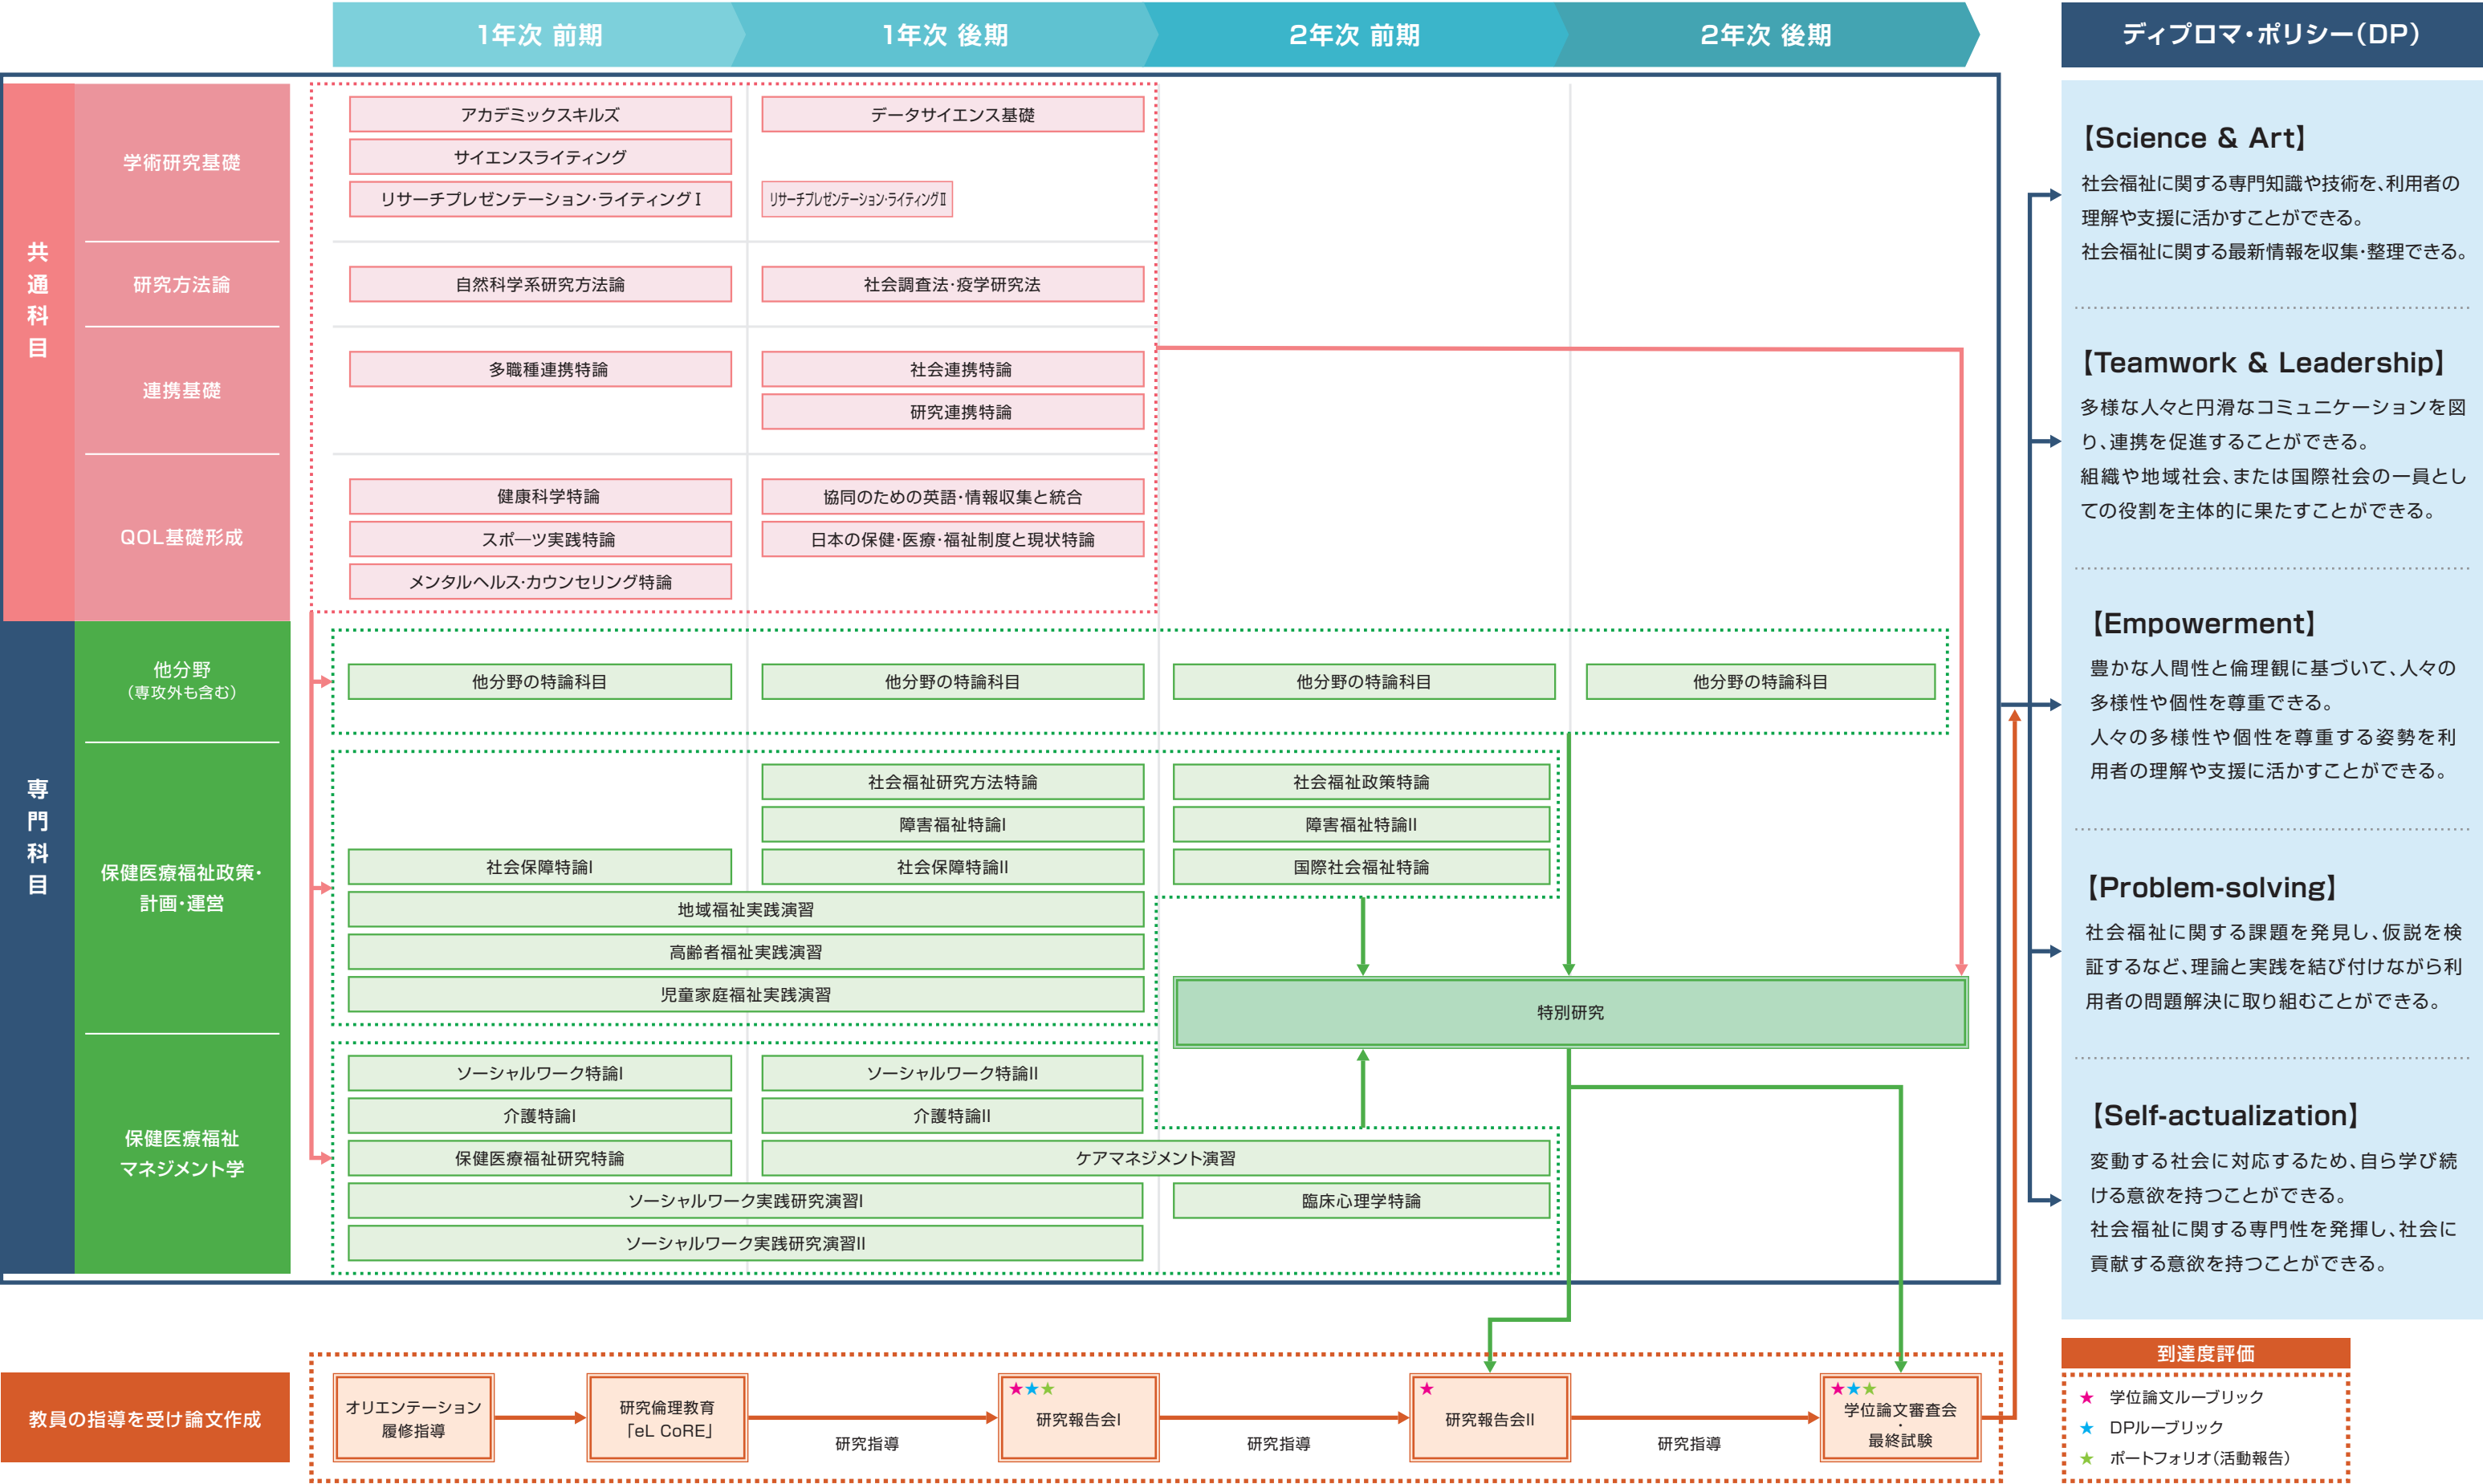 1年次 前期
1年次 後期
2年次 前期
2年次 後期
ディプロマ・ポリシー(DP)
共通科目
学術研究基礎
アカデミックスキルズ
データサイエンス基礎
サイエンスライティング
リサーチプレゼンテーション・ライティングⅠ
リサーチプレゼンテーション・ライティングⅡ
研究方法論
自然科学系研究方法論
社会調査法・疫学研究法
連携基礎
多職種連携特論
社会連携特論
研究連携特論
QOL基礎形成
健康科学特論
協同のための英語・情報収集と統合
スポーツ実践特論
日本の保健・医療・福祉制度と現状特論
メンタルヘルス・カウンセリング特論
専門科目
他分野
(専攻外も含む)
他分野の特論科目
他分野の特論科目
他分野の特論科目
他分野の特論科目
保健医療福祉政策・
計画・運営
社会福祉研究方法特論
社会福祉政策特論
障害福祉特論I
障害福祉特論II
社会保障特論I
社会保障特論II
国際社会福祉特論
地域福祉実践演習
高齢者福祉実践演習
児童家庭福祉実践演習
特別研究
保健医療福祉
マネジメント学
ソーシャルワーク特論I
ソーシャルワーク特論II
介護特論I
介護特論II
保健医療福祉研究特論
ケアマネジメント演習
ソーシャルワーク実践研究演習I
臨床心理学特論
ソーシャルワーク実践研究演習II
【Science & Art】
社会福祉に関する専門知識や技術を、利用者の
理解や支援に活かすことができる。
社会福祉に関する最新情報を収集・整理できる。
【Teamwork & Leadership】
多様な人々と円滑なコミュニケーションを図
り、連携を促進することができる。
組織や地域社会、または国際社会の一員とし
ての役割を主体的に果たすことができる。
【Empowerment】
豊かな人間性と倫理観に基づいて、人々の
多様性や個性を尊重できる。
人々の多様性や個性を尊重する姿勢を利
用者の理解や支援に活かすことができる。
【Problem-solving】
社会福祉に関する課題を発見し、仮説を検
証するなど、理論と実践を結び付けながら利
用者の問題解決に取り組むことができる。
【Self-actualization】
変動する社会に対応するため、自ら学び続
ける意欲を持つことができる。
社会福祉に関する専門性を発揮し、社会に
貢献する意欲を持つことができる。
教員の指導を受け論文作成
オリエンテーション
履修指導
研究倫理教育
「eL CoRE」
研究指導
★★★
研究報告会I
研究指導
★
研究報告会II
研究指導
★★★
学位論文審査会
・
最終試験
到達度評価
★ 学位論文ルーブリック
★ DPルーブリック
★ ポートフォリオ(活動報告)